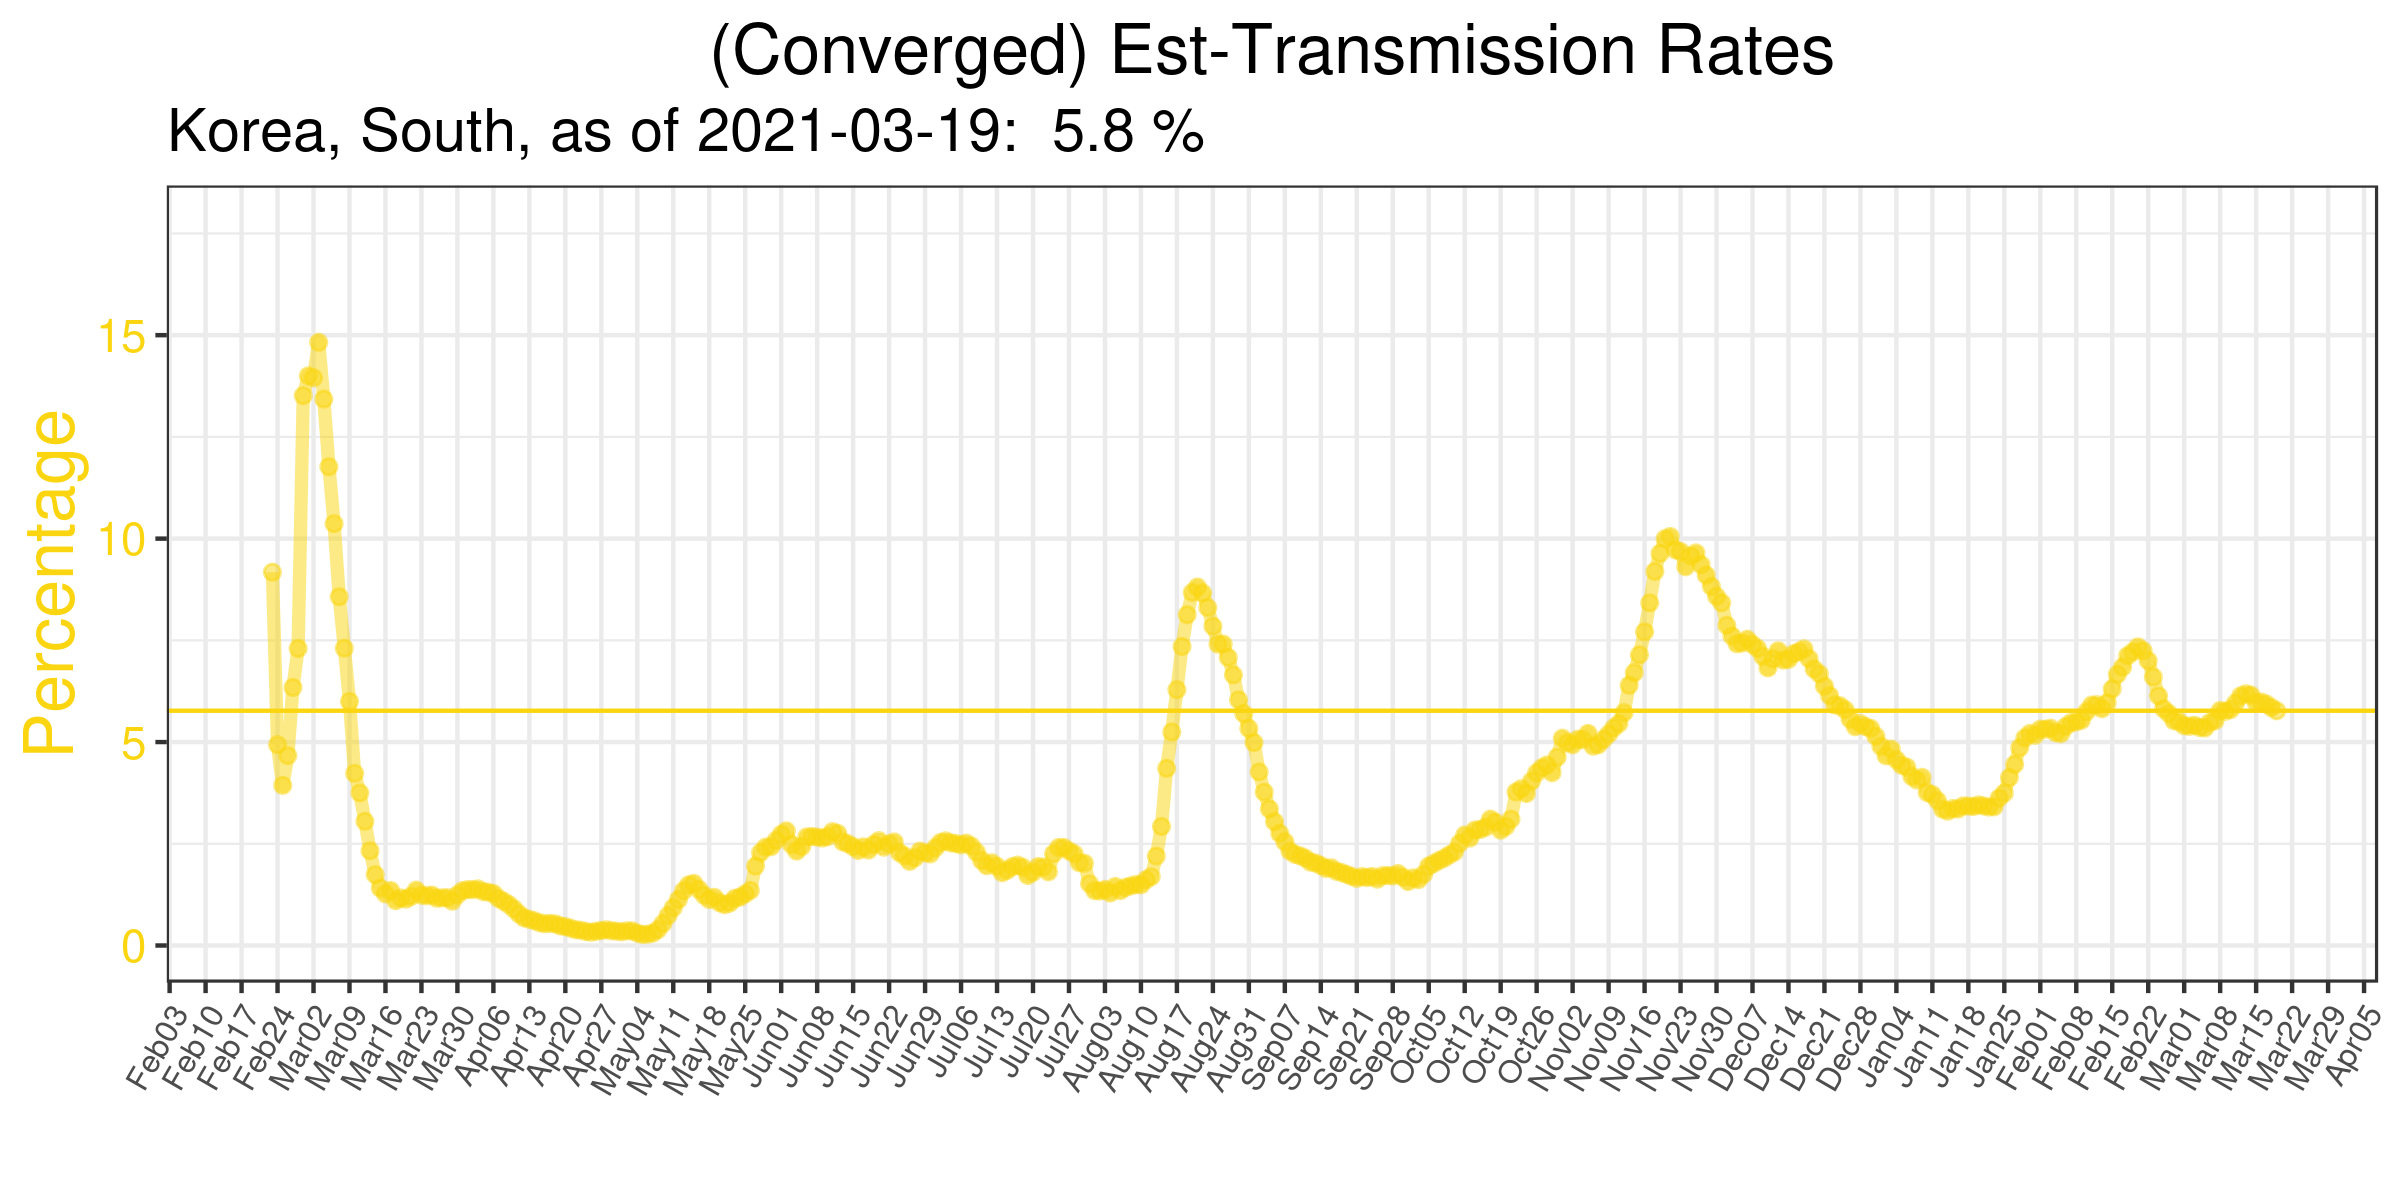 (Converged) Est-Transmission Rates
Korea, South, as of 2021-03-19:  5.8 %
Percentage
15
10
5
0
Feb03
Feb10
Feb17
Feb24
Mar02
Mar09
Mar16
Mar23
Mar30
Apr06
Apr13
Apr20
Apr27
May04
May11
May18
May25
Jun01
Jun08
Jun15
Jun22
Jun29
Jul06
Jul13
Jul20
Jul27
Aug03
Aug10
Aug17
Aug24
Aug31
Sep07
Sep14
Sep21
Sep28
Oct05
Oct12
Oct19
Oct26
Nov02
Nov09
Nov16
Nov23
Nov30
Dec07
Dec14
Dec21
Dec28
Jan04
Jan11
Jan18
Jan25
Feb01
Feb08
Feb15
Feb22
Mar01
Mar08
Mar15
Mar22
Mar29
Apr05